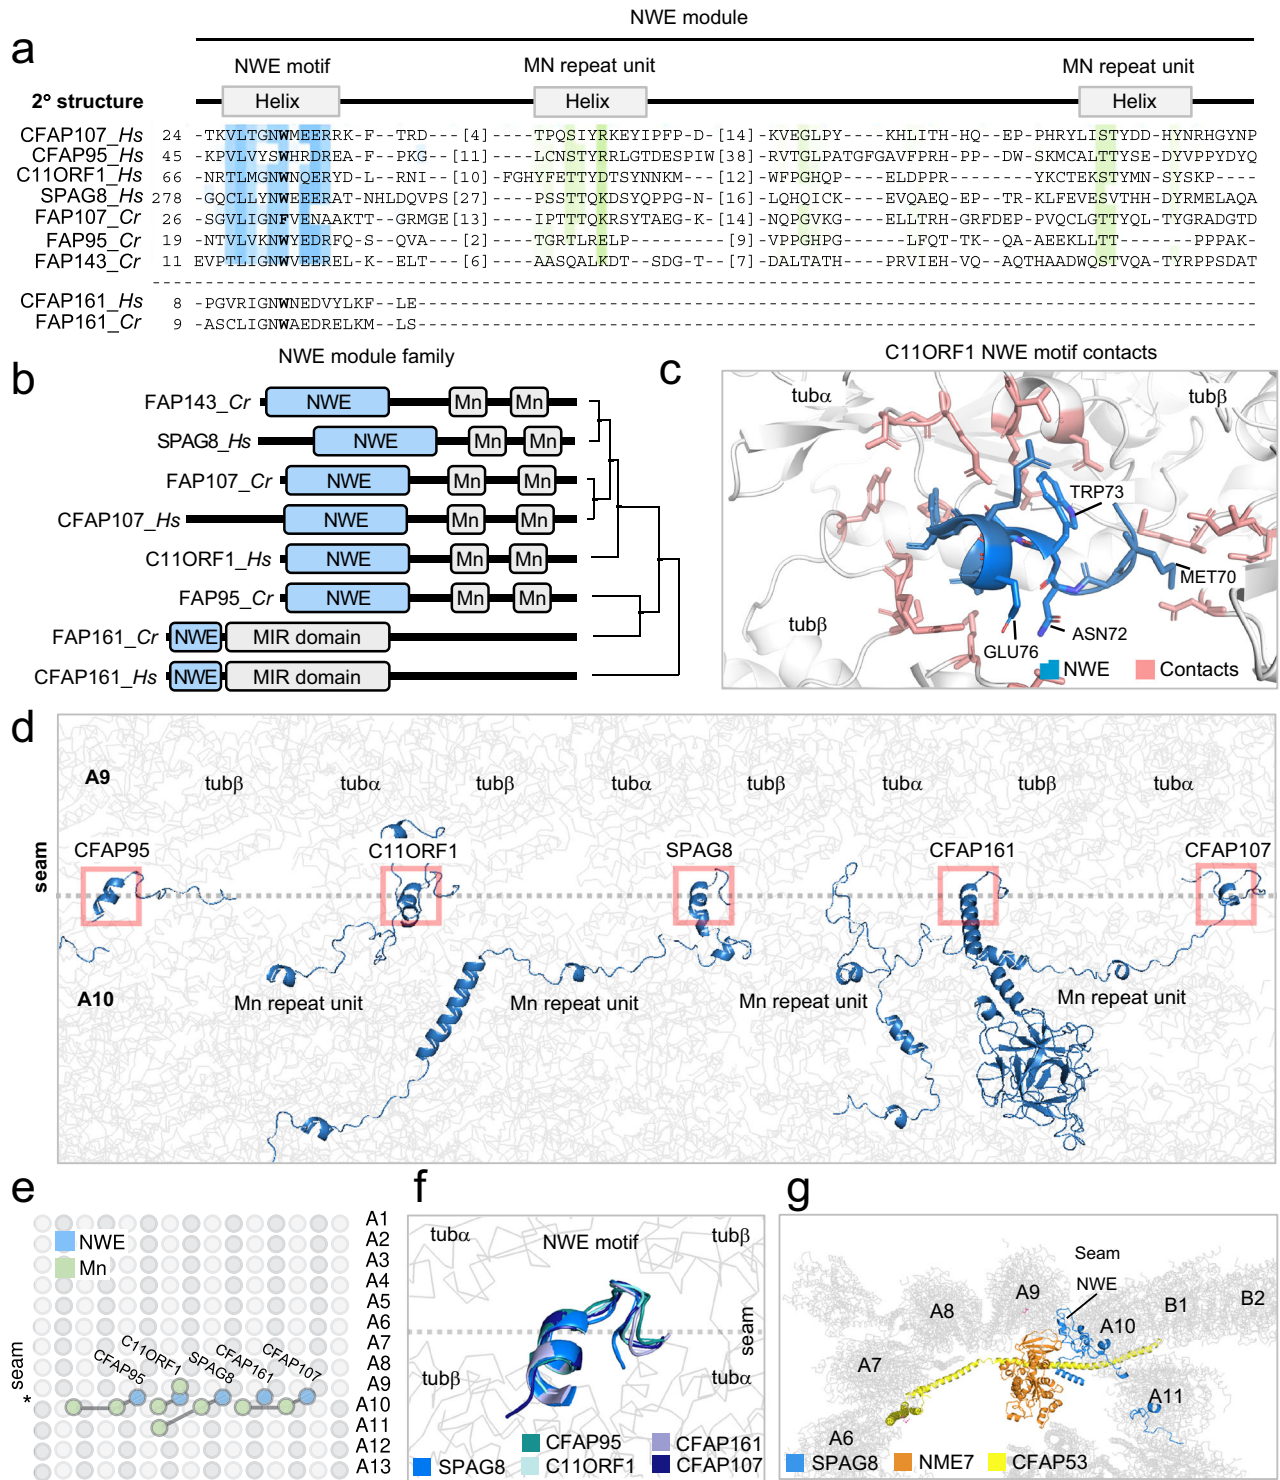 a
NWE module
NWE motif
MN repeat unit
MN repeat unit
2° structure
Helix
Helix
Helix
CFAP107_Hs 24 -TKVLTGNWMEERRK-F--TRD--[4]----TPQSIYRKEYIPFP-D-[14]--KVEGLPY----KHLITH-HQ--EP-PHRYLISTYDD-HYNRHGYNP
CFAP95_Hs 45 -KPVLVYSWHRDREA-F--PKG--[11]---LCNSTYRRLGTDESPIW[38]--RVTGLPATGFGAVFPRH-PP--DW-SKMCALTTYSE-DYVPPYDYQ
C11ORF1_Hs 66 -NRTLMGNWNQERYD-L--RNI--[10]-FGHYFETTYDTSYNNKM--[12]--WFPGHQP-----ELDPPR-------YKCTEKSTYMN-SYSKP----
SPAG8_Hs 278 -GQCLLYNWEEERAT-NHLDQVPS[27]----PSSTTQKDSYQPPGN-[16]--LQHQICK-----EVQAEQ-EP--TR-KLFEVESVTHH-DYRMELAQA
FAP107_Cr 26 -SGVLIGNFVENAAKTT--GRMGE[13]----IPTTTQKRSYTAEG-K-[14]--NQPGVKG----ELLTRH-GRFDEP-VQCLGTTYQL-TYGRADGTD
FAP95_Cr 19 -NTVLVKNWYEDRFQ-S--QVA---[2]----TGRTLRELP-------[9]--VPPGHPG------LFQT-TK--QA-AEEKLLTT------PPPAK-
FAP143_Cr 11 EVPTLIGNWVEEREL-K--ELT---[6]----AASQALKDT--SDG-T-[7]--DALTATH-----PRVIEH-VQ--AQTHAADWQSTVQA-TYRPPSDAT
CFAP161_Hs 8 -PGVRIGNWNEDVYLKF--LE
FAP161_Cr 9 -ASCLIGNWAEDRELKM--LS
b
NWE module family
FAP143_Cr NWE Mn Mn
SPAG8_Hs NWE Mn Mn
FAP107_Cr NWE Mn Mn
CFAP107_Hs NWE Mn Mn
C11ORF1_Hs NWE Mn Mn
FAP95_Cr NWE Mn Mn
FAP161_Cr NWE MIR domain
CFAP161_Hs NWE MIR domain
c
C11ORF1 NWE motif contacts
tubα
tubβ
TRP73
MET70
tubβ
ASN72
GLU76
NWE
Contacts
d
A9
tubβ tubα tubβ tubα tubβ tubα tubβ tubα
seam
CFAP95 C11ORF1 SPAG8 CFAP161 CFAP107
A10
Mn repeat unit
Mn repeat unit
Mn repeat unit
Mn repeat unit
e
NWE
Mn
A1
A2
A3
A4
A5
A6
A7
A8
A9
A10
A11
A12
A13
CFAP95
C11ORF1
SPAG8
CFAP161
CFAP107
seam
*
f
tubα
NWE motif
tubβ
seam
tubβ
tubα
CFAP95
CFAP161
SPAG8
C11ORF1
CFAP107
g
Seam
NWE
A9
A8
A10
B1
B2
A7
A11
A6
SPAG8
NME7
CFAP53